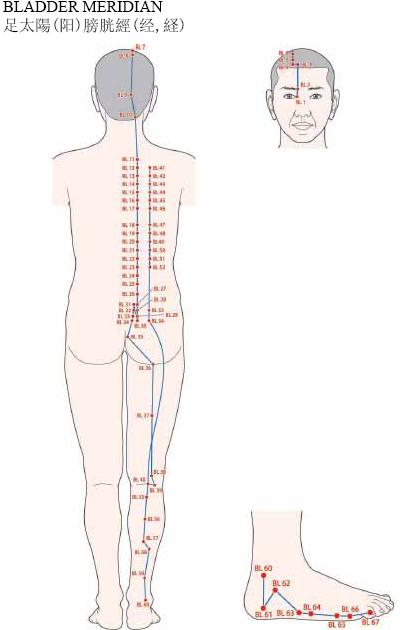 BLADDER MERIDIAN
足太陽(阳)膀胱經(经,経)
BL 7
BL 8
BL 9
BL 10
BL 3
BL 2
BL 1
BL 11
BL 12
BL 41
BL 13
BL 42
BL 14
BL 43
BL 15
BL 44
BL 16
BL 45
BL 17
BL 46
BL 18
BL 47
BL 19
BL 48
BL 20
BL 21
BL 50
BL 22
BL 51
BL 23
BL 52
BL 24
BL 25
BL 26
BL 27
BL 28
BL 31
BL 32
BL 53
BL 33
BL 29
BL 34
BL 54
BL 30
BL 35
BL 36
BL 37
BL 38
BL 40
BL 39
BL 55
BL 56
BL 57
BL 58
BL 59
BL 60
BL 60
BL 62
BL 61
BL 63
BL 64
BL 66
BL 65
BL 67